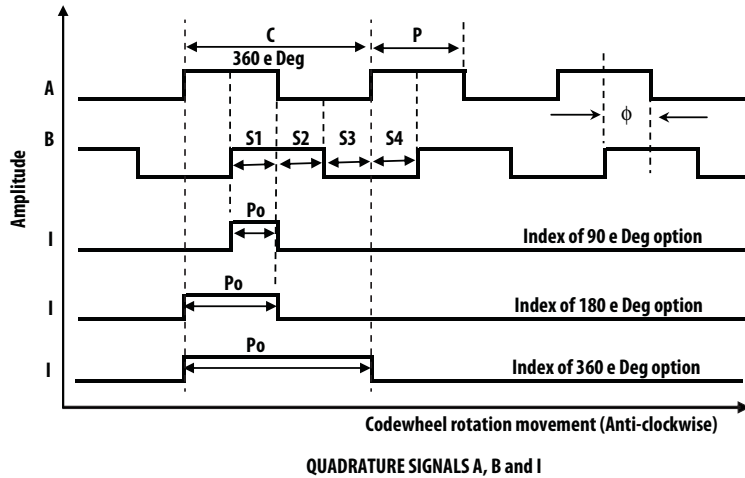 C
P
360 e Deg
A
ϕ
B
S1 S2 S3 S4
Amplitude
Po
I
Index of 90 e Deg option
Po
I
Index of 180 e Deg option
Po
I
Index of 360 e Deg option
Codewheel rotation movement (Anti-clockwise)
QUADRATURE SIGNALS A, B and I